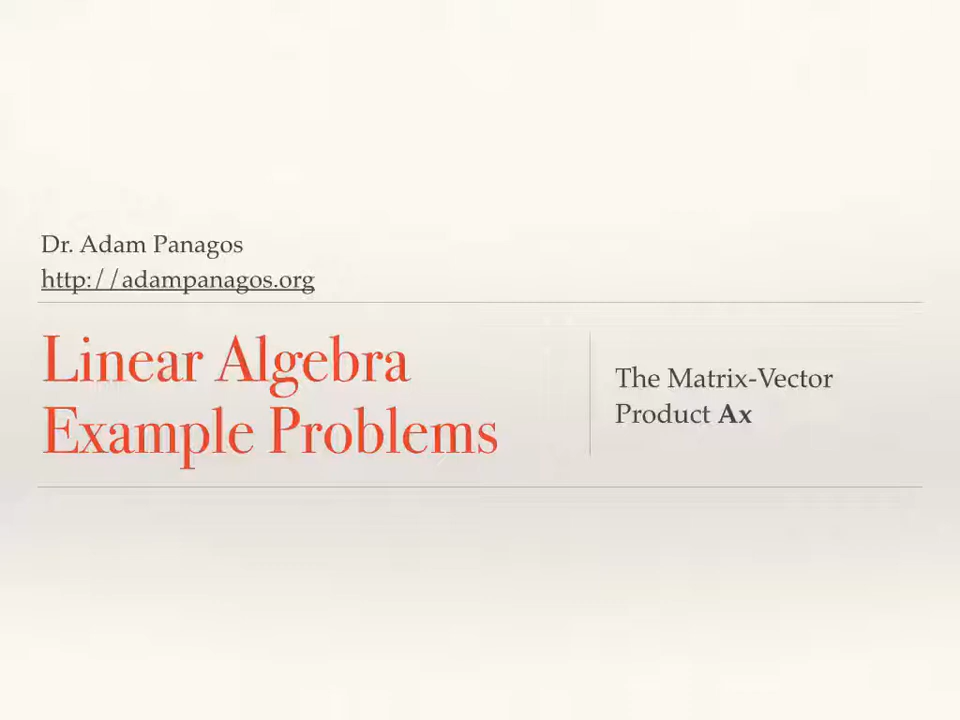 Dr. Adam Panagos
http://adampanagos.org
Linear Algebra
Example Problems
The Matrix-Vector
Product Ax